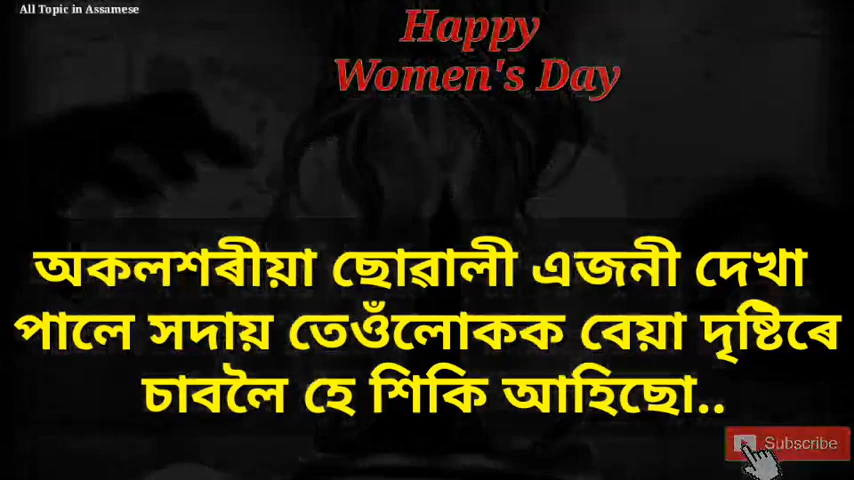 All Topic in Assamese
Happy
Women's Day
অকলশৰীয়া ছোৱালী এজনী দেখা
পালে সদায় তেওঁলোকক বেয়া দৃষ্টিৰে
চাবলৈ হে শিকি আহিছো..
Subscribe